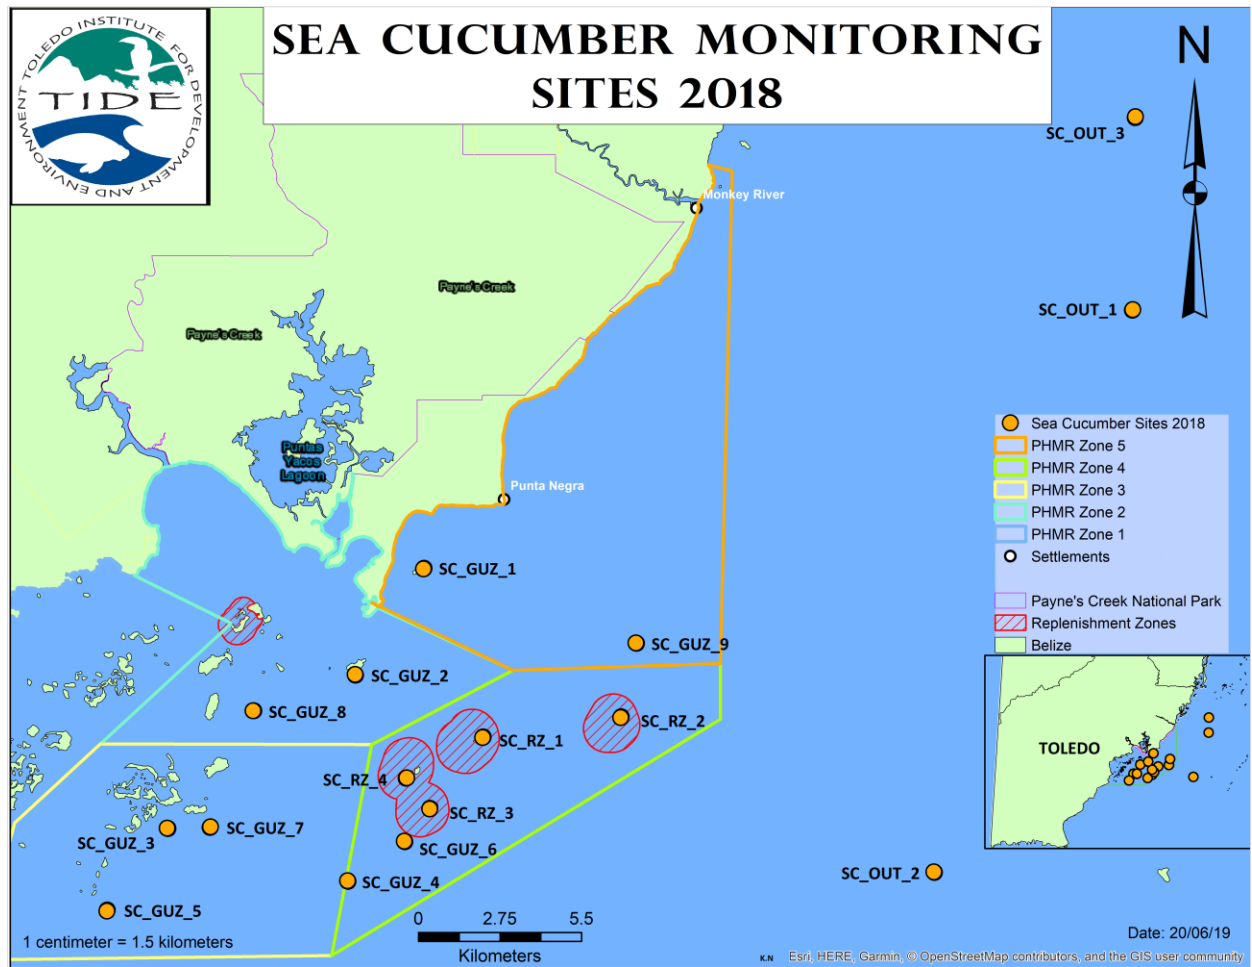 TOLEDO INSTITUTE FOR DEVELOPMENT AND ENVIRONMENT
TIDE
SEA CUCUMBER MONITORING
SITES 2018
N
SC_OUT_3
Monkey River
Payne's Creek
SC_OUT_1
Payne's Creek
Puntas
Yacos
Lagoon
Punta Negra
Sea Cucumber Sites 2018
PHMR Zone 5
PHMR Zone 4
PHMR Zone 3
PHMR Zone 2
PHMR Zone 1
Settlements
Payne's Creek National Park
Replenishment Zones
Belize
SC_GUZ_1
SC_GUZ_9
SC_GUZ_2
SC_GUZ_8
SC_RZ_2
SC_RZ_1
SC_RZ_4
SC_RZ_3
SC_GUZ_7
SC_GUZ_3
SC_GUZ_6
SC_GUZ_4
SC_GUZ_5
SC_OUT_2
TOLEDO
0 2.75 5.5
Kilometers
1 centimeter = 1.5 kilometers
Date: 20/06/19
K.N
Esri, HERE, Garmin, © OpenStreetMap contributors, and the GIS user community